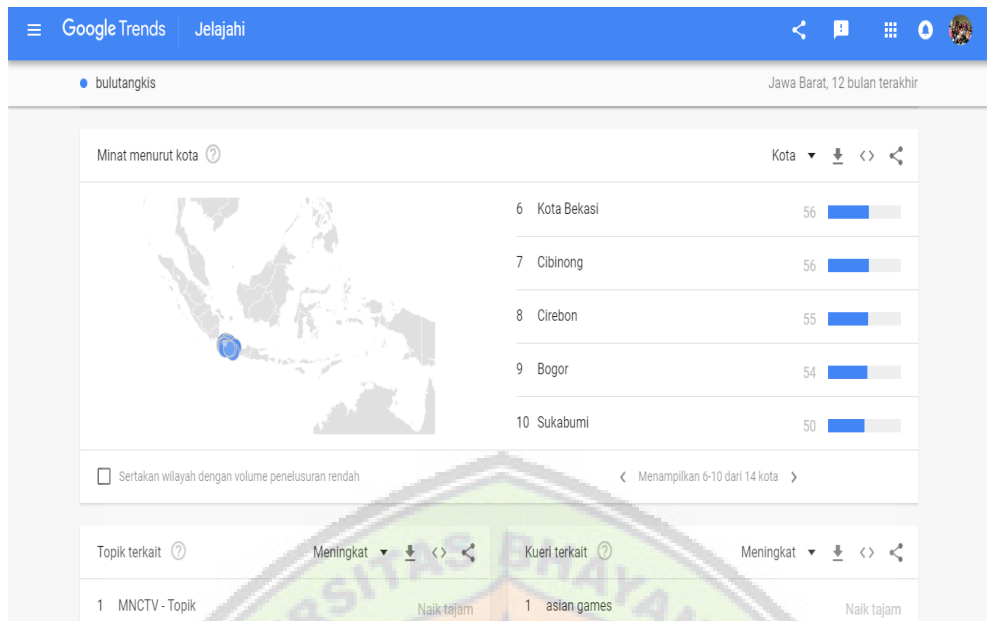 Google Trends Jelajahi
bulutangkis Jawa Barat, 12 bulan terakhir
Minat menurut kota Kota
6 Kota Bekasi 56
7 Cibinong 56
8 Cirebon 55
9 Bogor 54
10 Sukabumi 50
Sertakan wilayah dengan volume penelusuran rendah Menampilkan 6-10 dari 14 kota
Topik terkait Meningkat Kueri terkait Meningkat
1 MNCTV - Topik Naik tajam 1 asian games Naik tajam